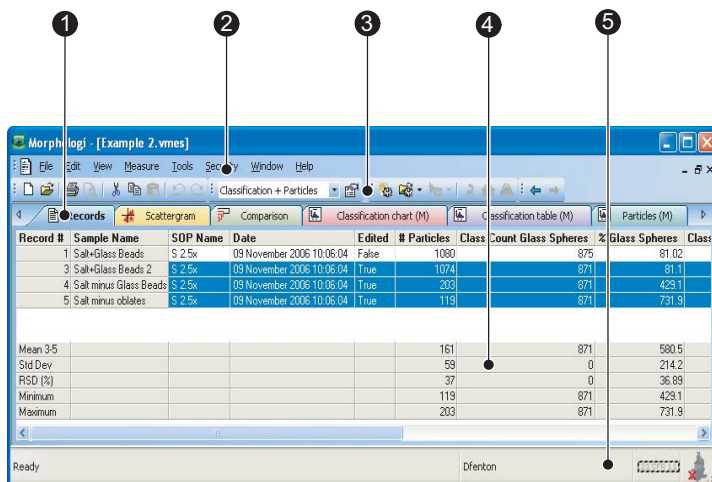 1 2 3 4 5
Morphologi - [Example 2.vmes]
File Edit View Measure Tools Security Window Help
Classification + Particles
Records Scattergram Comparison Classification chart (M) Classification table (M) Particles (M)
Record # Sample Name SOP Name Date Edited # Particles Class Count Glass Spheres % Glass Spheres Class
1 Salt+Glass Beads S 2.5x 09 November 2006 10:06:04 False 1080 875 81.02
3 Salt+Glass Beads 2 S 2.5x 09 November 2006 10:06:04 True 1074 871 81.1
4 Salt minus Glass Beads S 2.5x 09 November 2006 10:06:04 True 203 871 429.1
5 Salt minus oblates S 2.5x 09 November 2006 10:06:04 True 119 871 731.9
Mean 3-5 161 871 580.5
Std Dev 59 0 214.2
RSD (%) 37 0 36.89
Minimum 119 871 429.1
Maximum 203 871 731.9
Ready Dfenton